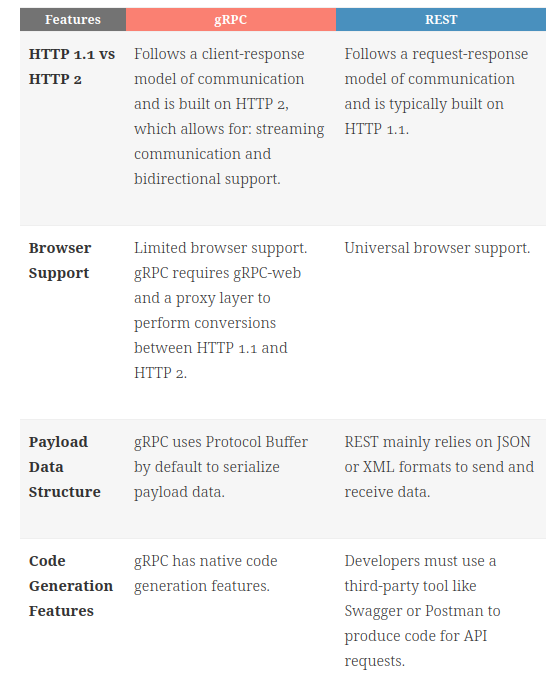 Features gRPC REST
HTTP 1.1 vs
HTTP 2
Follows a client-response
model of communication
and is built on HTTP 2,
which allows for: streaming
communication and
bidirectional support.
Follows a request-response
model of communication
and is typically built on
HTTP 1.1.
Browser
Support
Limited browser support.
gRPC requires gRPC-web
and a proxy layer to
perform conversions
between HTTP 1.1 and
HTTP 2.
Universal browser support.
Payload
Data
Structure
gRPC uses Protocol Buffer
by default to serialize
payload data.
REST mainly relies on JSON
or XML formats to send and
receive data.
Code
Generation
Features
gRPC has native code
generation features.
Developers must use a
third-party tool like
Swagger or Postman to
produce code for API
requests.